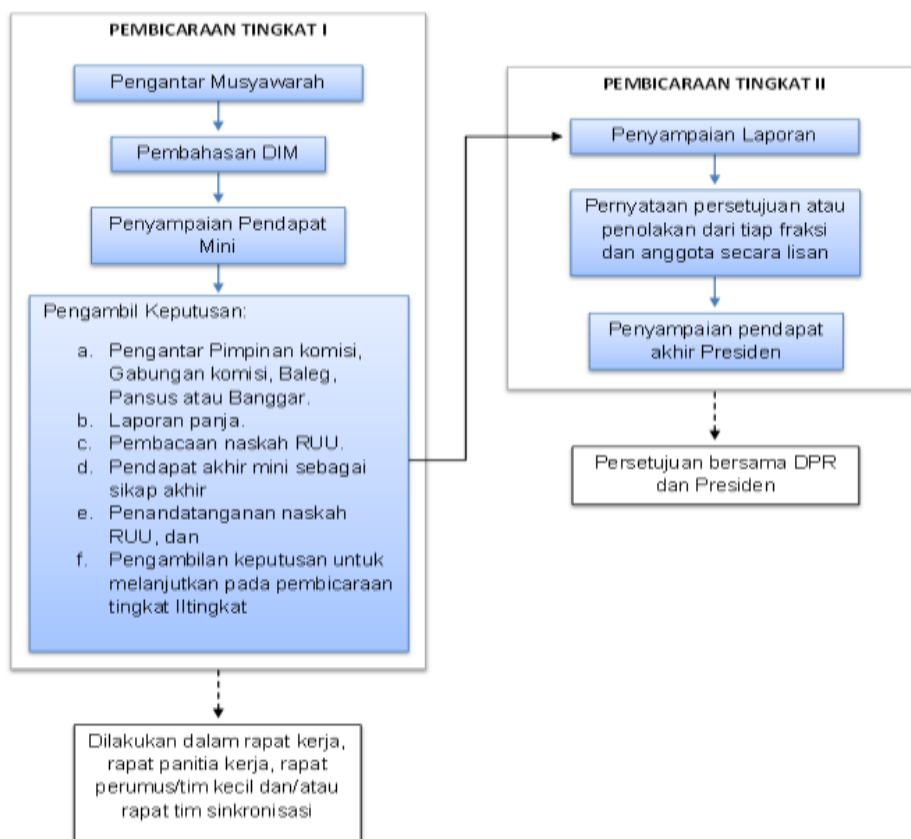 PEMBICARAAN TINGKAT I
Pengantar Musyawarah
Pembahasan DIM
Penyampaian Pendapat
Mini
Pengambil Keputusan:
a. Pengantar Pimpinan komisi,
Gabungan komisi, Baleg,
Pansus atau Banggar.
b. Laporan panja.
c. Pembacaan naskah RUU.
d. Pendapat akhir mini sebagai
sikap akhir
e. Penandatanganan naskah
RUU, dan
f. Pengambilan keputusan untuk
melanjutkan pada pembicaraan
tingkat IItingkat
Dilakukan dalam rapat kerja,
rapat panitia kerja, rapat
perumus/tim kecil dan/atau
rapat tim sinkronisasi
PEMBICARAAN TINGKAT II
Penyampaian Laporan
Pernyataan persetujuan atau
penolakan dari tiap fraksi
dan anggota secara lisan
Penyampaian pendapat
akhir Presiden
Persetujuan bersama DPR
dan Presiden